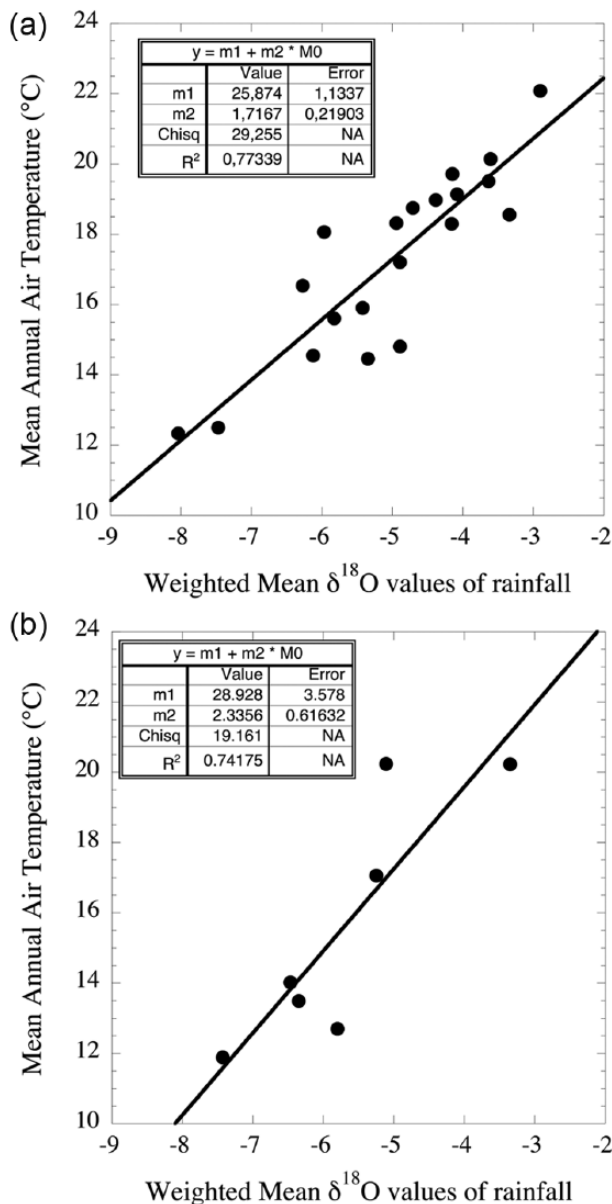 (a)
24
22
20
18
16
14
12
10
Mean Annual Air Temperature (°C)
y = m1 + m2 * M0
Value Error
m1 25,874 1,1337
m2 1,7167 0,21903
Chisq 29,255 NA
R² 0,77339 NA
-9 -8 -7 -6 -5 -4 -3 -2
Weighted Mean δ¹⁸O values of rainfall
(b)
24
22
20
18
16
14
12
10
Mean Annual Air Temperature (°C)
y = m1 + m2 * M0
Value Error
m1 28.928 3.578
m2 2.3356 0.61632
Chisq 19.161 NA
R² 0.74175 NA
-9 -8 -7 -6 -5 -4 -3 -2
Weighted Mean δ¹⁸O values of rainfall